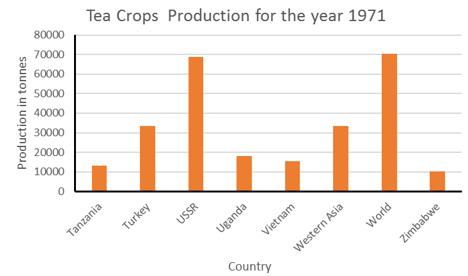 Tea Crops  Production for the year 1971
Production in tonnes
80000
70000
60000
50000
40000
30000
20000
10000
0
Tanzania
Turkey
USSR
Uganda
Vietnam
Western Asia
World
Zimbabwe
Country